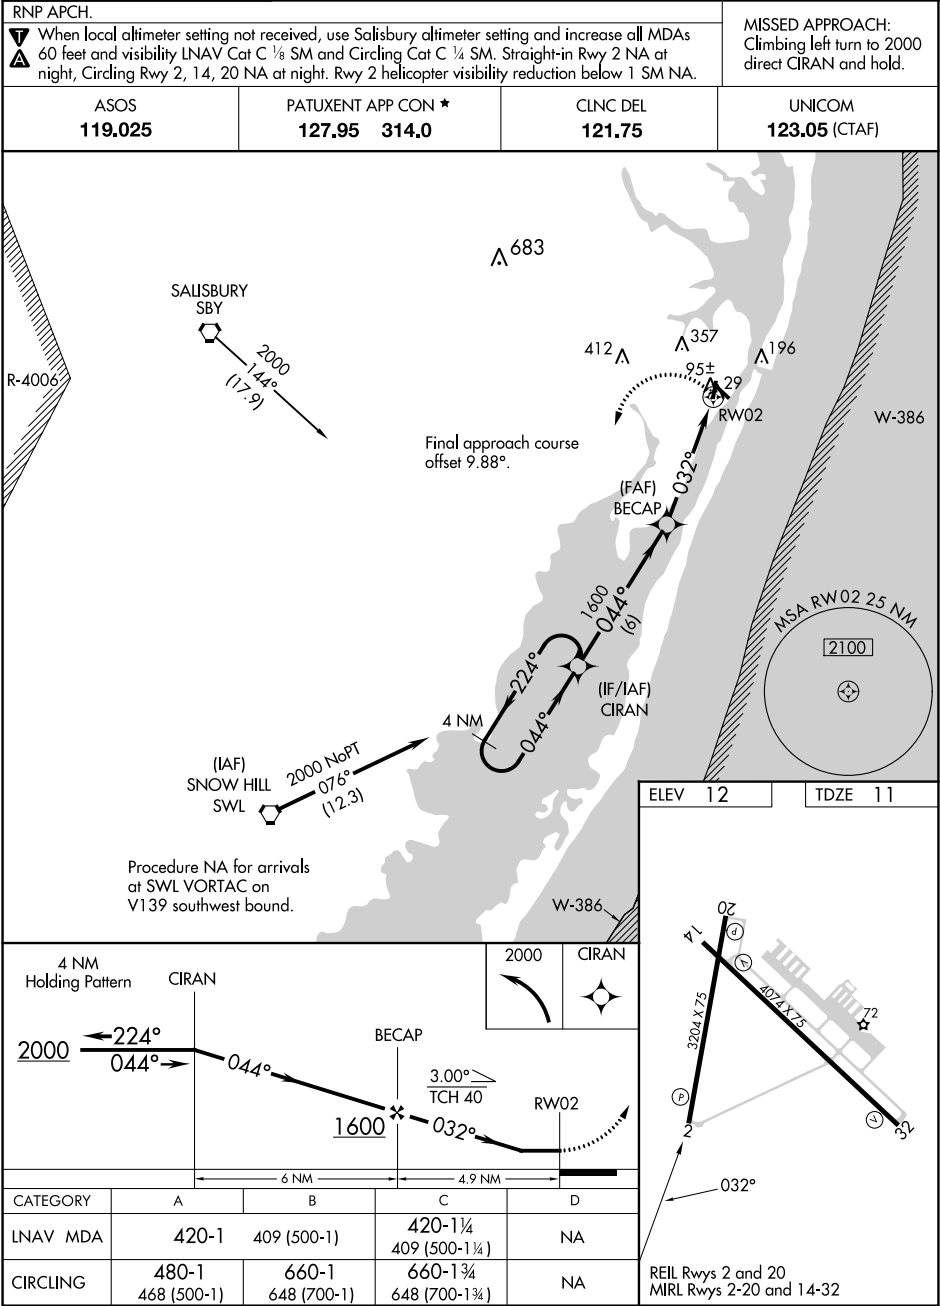 RNP APCH.
T When local altimeter setting not received, use Salisbury altimeter setting and increase all MDAs
A 60 feet and visibility LNAV Cat C ⅛ SM and Circling Cat C ¼ SM. Straight-in Rwy 2 NA at
night, Circling Rwy 2, 14, 20 NA at night. Rwy 2 helicopter visibility reduction below 1 SM NA.
MISSED APPROACH:
Climbing left turn to 2000
direct CIRAN and hold.
ASOS
119.025
PATUXENT APP CON ★
127.95 314.0
CLNC DEL
121.75
UNICOM
123.05 (CTAF)
683
SALISBURY
SBY
2000
144°
(17.9)
R-4006
412
357
196
95±
29
RW02
W-386
Final approach course
offset 9.88°.
032°
(FAF)
BECAP
1600
044°
(6)
MSA RW02 25 NM
2100
224°
044°
(IF/IAF)
CIRAN
4 NM
(IAF)
SNOW HILL
SWL
2000 NoPT
076°
(12.3)
Procedure NA for arrivals
at SWL VORTAC on
V139 southwest bound.
W-386
ELEV 12
TDZE 11
20
14
P
V
3204 X 75
4074 X 75
72
P
V
2
32
032°
REIL Rwys 2 and 20
MIRL Rwys 2-20 and 14-32
4 NM
Holding Pattern
CIRAN
2000
CIRAN
224°
2000
044°
044°
BECAP
3.00°
TCH 40
1600
032°
RW02
6 NM
4.9 NM
CATEGORY A B C D
LNAV MDA 420-1 409 (500-1) 420-1¼ NA
409 (500-1¼)
CIRCLING 480-1 660-1 660-1¾ NA
468 (500-1) 648 (700-1) 648 (700-1¾)